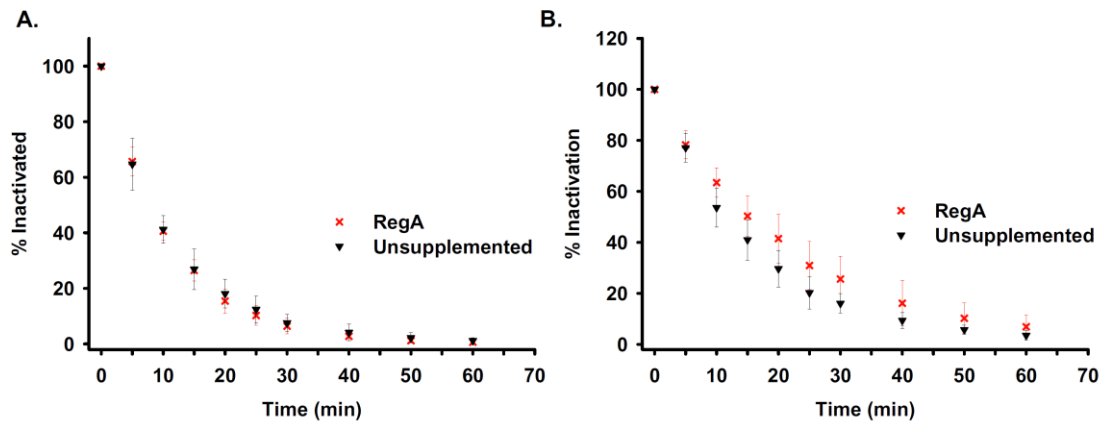 A.
% Inactivated
100
80
60
40
20
0
RegA
Unsupplemented
0 10 20 30 40 50 60 70
Time (min)
B.
% Inactivation
120
100
80
60
40
20
0
RegA
Unsupplemented
0 10 20 30 40 50 60 70
Time (min)